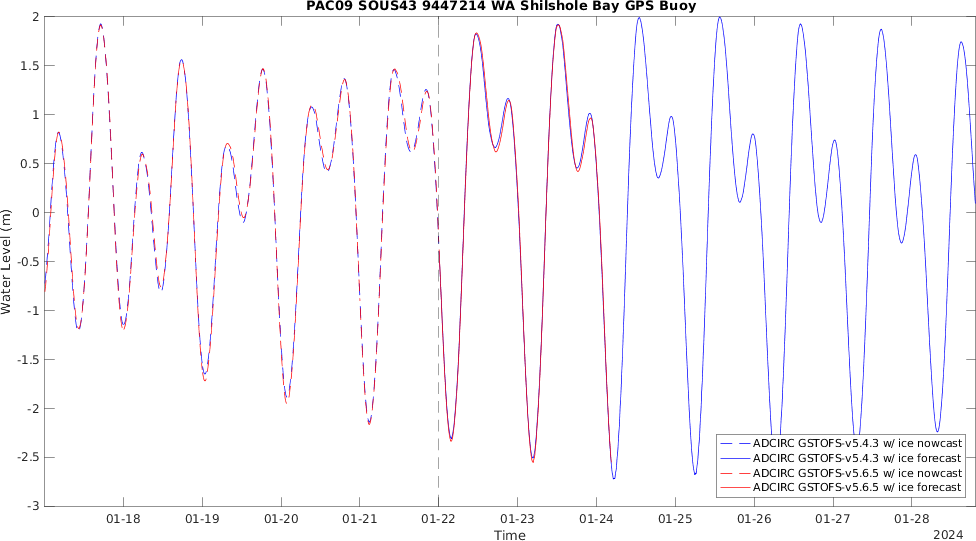 PAC09 SOUS43 9447214 WA Shilshole Bay GPS Buoy
2
1.5
1
0.5
0
-0.5
-1
-1.5
-2
-2.5
-3
Water Level (m)
ADCIRC GSTOFS-v5.4.3 w/ ice nowcast
ADCIRC GSTOFS-v5.4.3 w/ ice forecast
ADCIRC GSTOFS-v5.6.5 w/ ice nowcast
ADCIRC GSTOFS-v5.6.5 w/ ice forecast
01-18 01-19 01-20 01-21 01-22 01-23 01-24 01-25 01-26 01-27 01-28
Time
2024